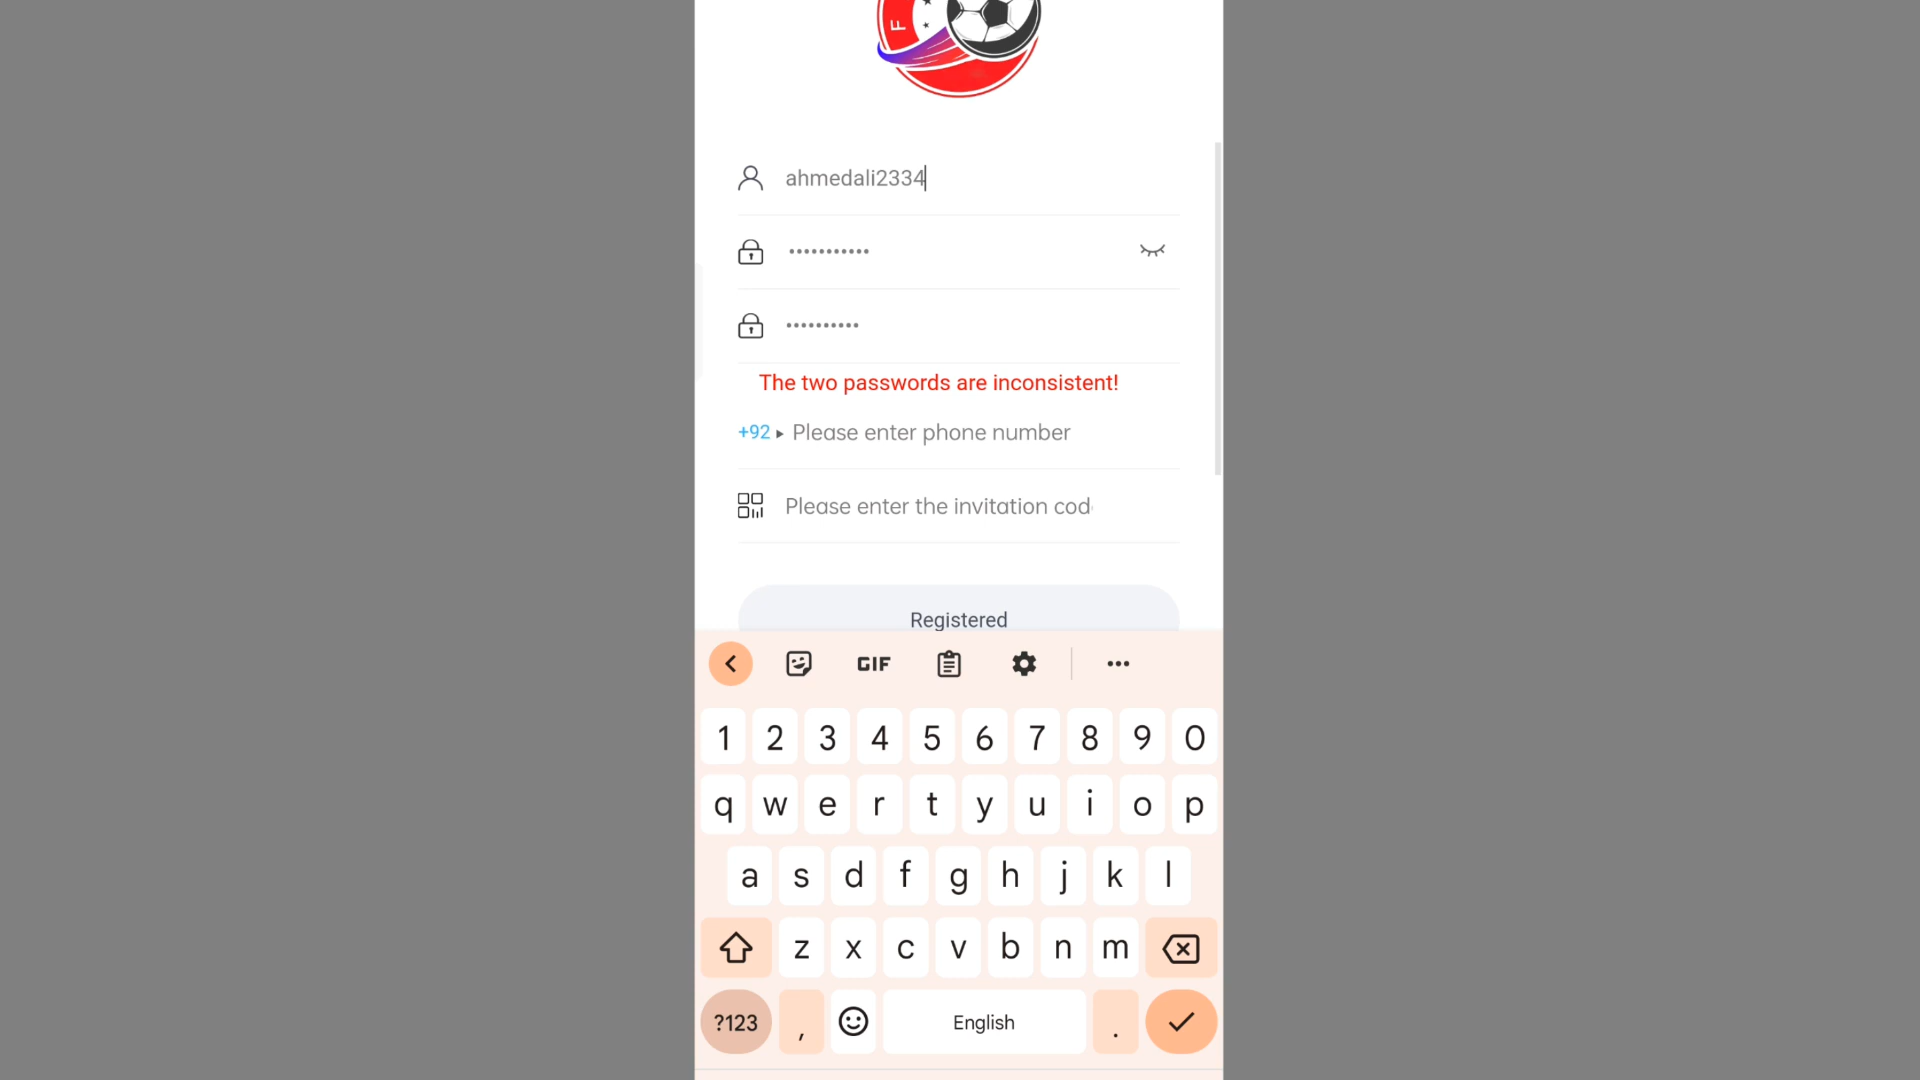 F
ahmedali2334
•••••••••••
••••••••••
The two passwords are inconsistent!
+92 ▸ Please enter phone number
Please enter the invitation cod
Registered
GIF
1 2 3 4 5 6 7 8 9 0
q w e r t y u i o p
a s d f g h j k l
z x c v b n m
?123 , English .